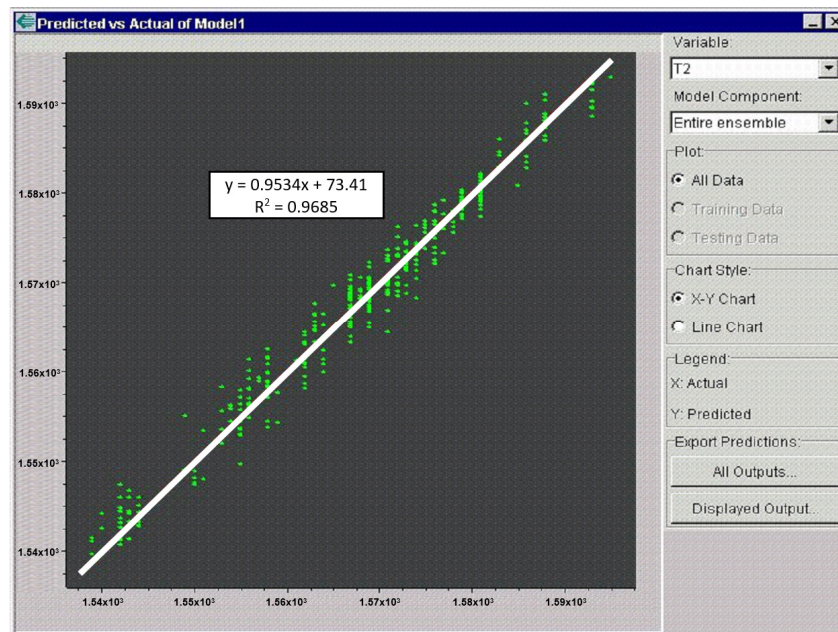 Predicted vs Actual of Model1
Variable:
T2
Model Component:
Entire ensemble
Plot:
All Data
Training Data
Testing Data
Chart Style:
X-Y Chart
Line Chart
Legend:
X: Actual
Y: Predicted
Export Predictions:
All Outputs...
Displayed Output..
y = 0.9534x + 73.41
R² = 0.9685
1.59x10³
1.58x10³
1.57x10³
1.56x10³
1.55x10³
1.54x10³
1.54x10³ 1.55x10³ 1.56x10³ 1.57x10³ 1.58x10³ 1.59x10³